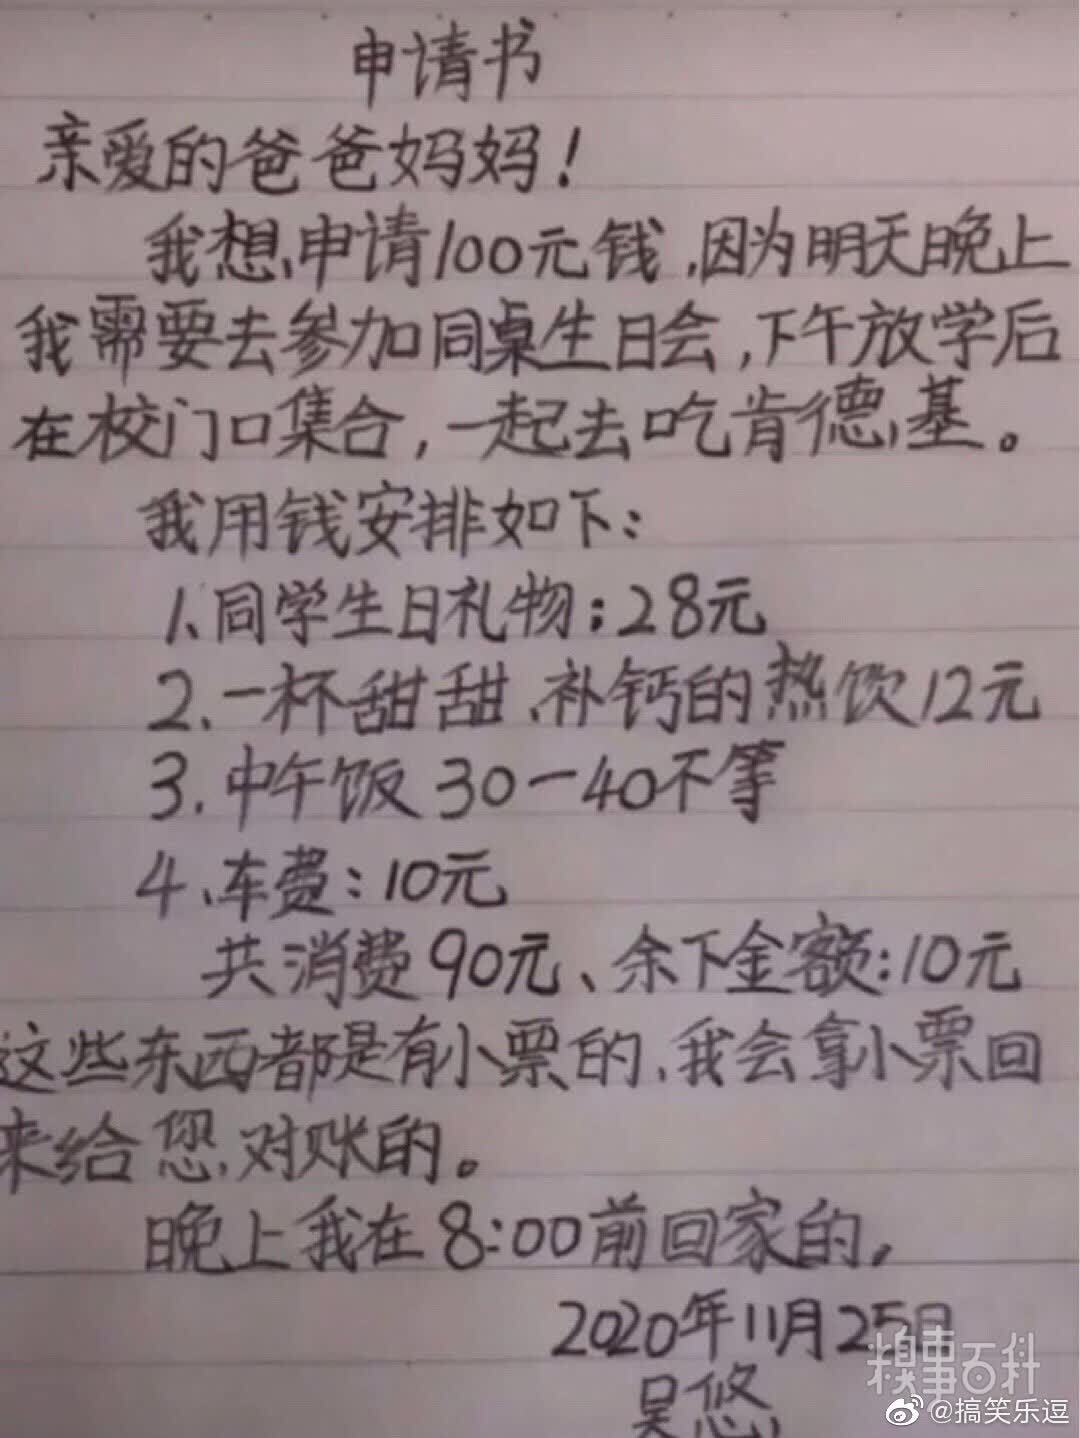 申请书
亲爱的爸爸妈妈！
我想申请100元钱，因为明天晚上
我需要去参加同桌生日会，下午放学后
在校门口集合，一起去吃肯德基。
我用钱安排如下：
1、同学生日礼物：28元
2、一杯甜甜、补钙的热饮12元
3、中午饭30一40不等
4、车费：10元
共消费90元、余下金额：10元
这些东西都是有小票的、我会拿小票回
来给您对账的。
晚上我在8:00前回家的，
2020年11月25日
吴悠
糗事百科
@搞笑乐逗